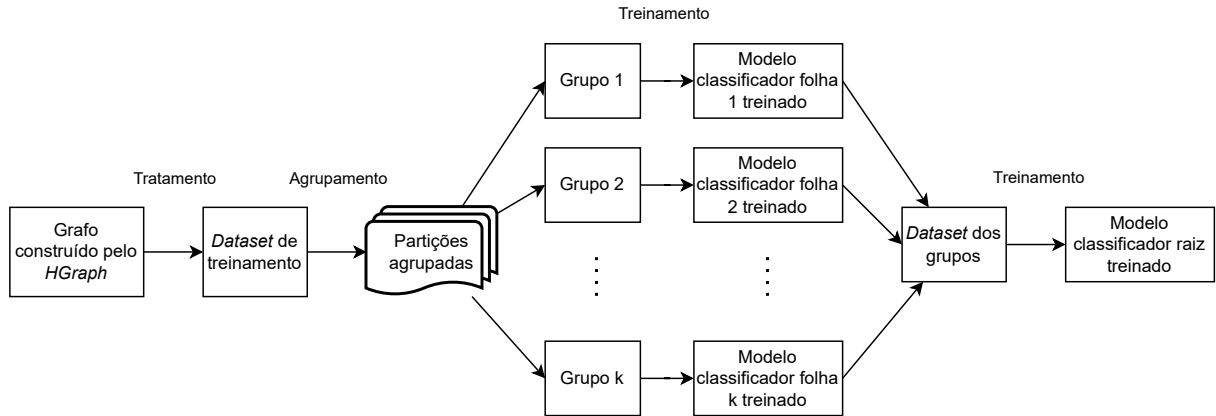 Treinamento
Grupo 1
Modelo
classificador folha
1 treinado
Tratamento
Agrupamento
Grupo 2
Modelo
classificador folha
2 treinado
Treinamento
Grafo
construído pelo
HGraph
Dataset de
treinamento
Partições
agrupadas
Dataset dos
grupos
Modelo
classificador raiz
treinado
Grupo k
Modelo
classificador folha
k treinado